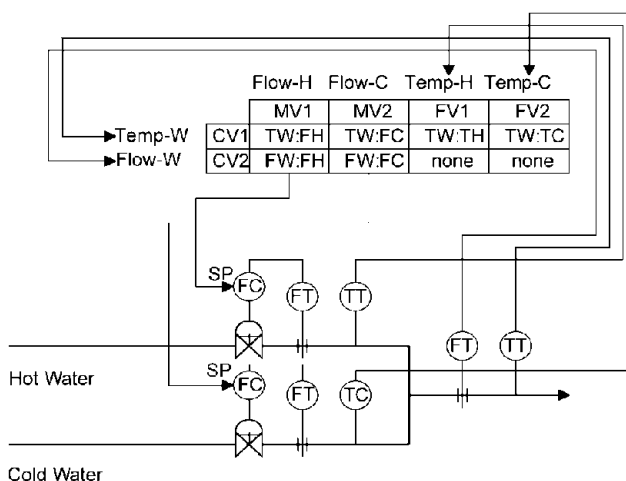 Flow-H Flow-C Temp-H Temp-C
MV1 MV2 FV1 FV2
Temp-W CV1 TW:FH TW:FC TW:TH TW:TC
Flow-W CV2 FW:FH FW:FC none none
SP FC FT TT
FT TT
Hot Water
SP FC FT TC
Cold Water